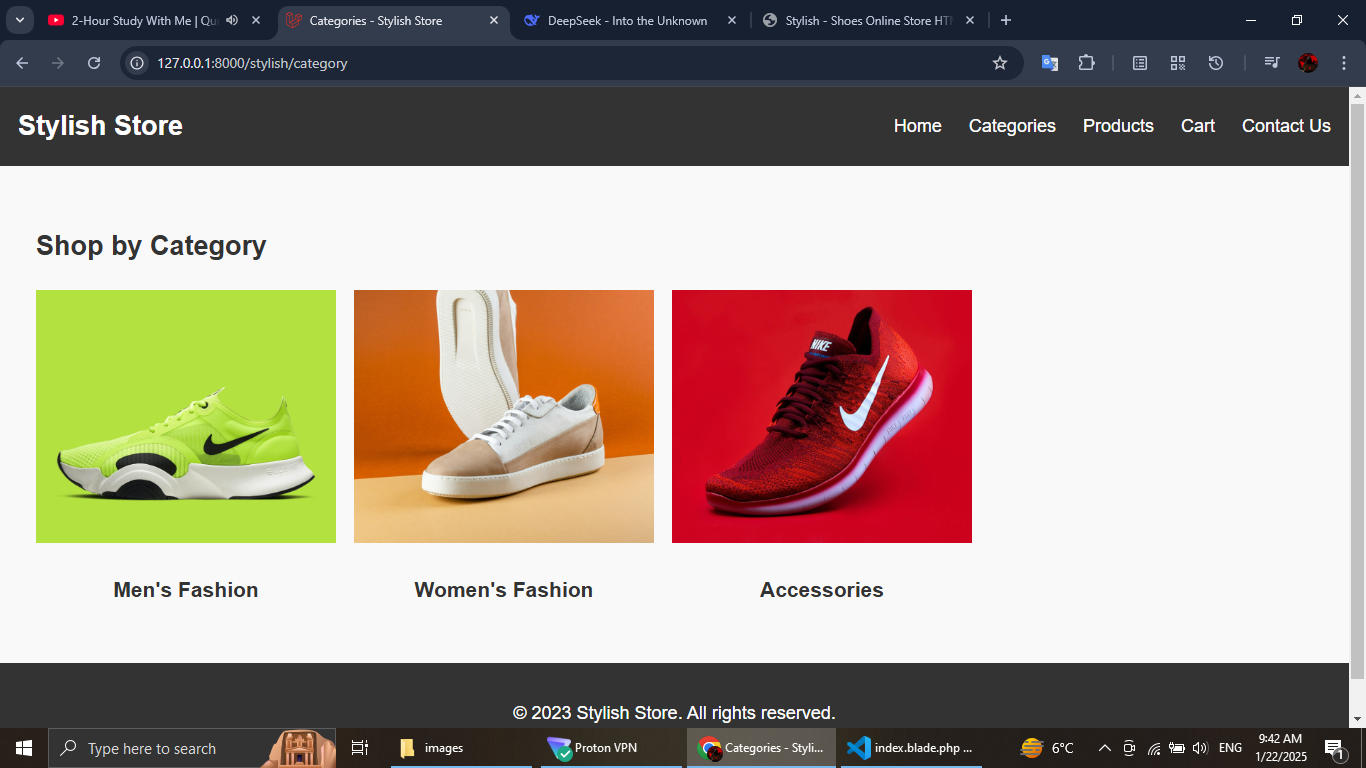 2-Hour Study With Me | Qu
Categories - Stylish Store
DeepSeek - Into the Unknown
Stylish - Shoes Online Store HTM
127.0.0.1:8000/stylish/category
Stylish Store
Home
Categories
Products
Cart
Contact Us
Shop by Category
NIKE
Men's Fashion
Women's Fashion
Accessories
© 2023 Stylish Store. All rights reserved.
Type here to search
images
Proton VPN
Categories - Styli...
index.blade.php ...
6°C
ENG
9:42 AM
1/22/2025
1